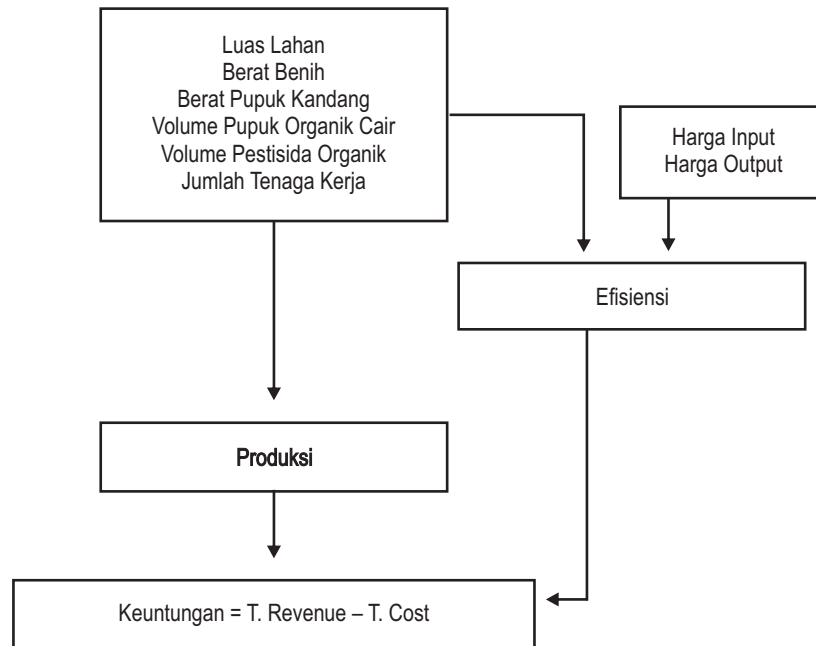 Luas Lahan
Berat Benih
Berat Pupuk Kandang
Volume Pupuk Organik Cair
Volume Pestisida Organik
Jumlah Tenaga Kerja
Harga Input
Harga Output
Efisiensi
Produksi
Keuntungan = T. Revenue – T. Cost